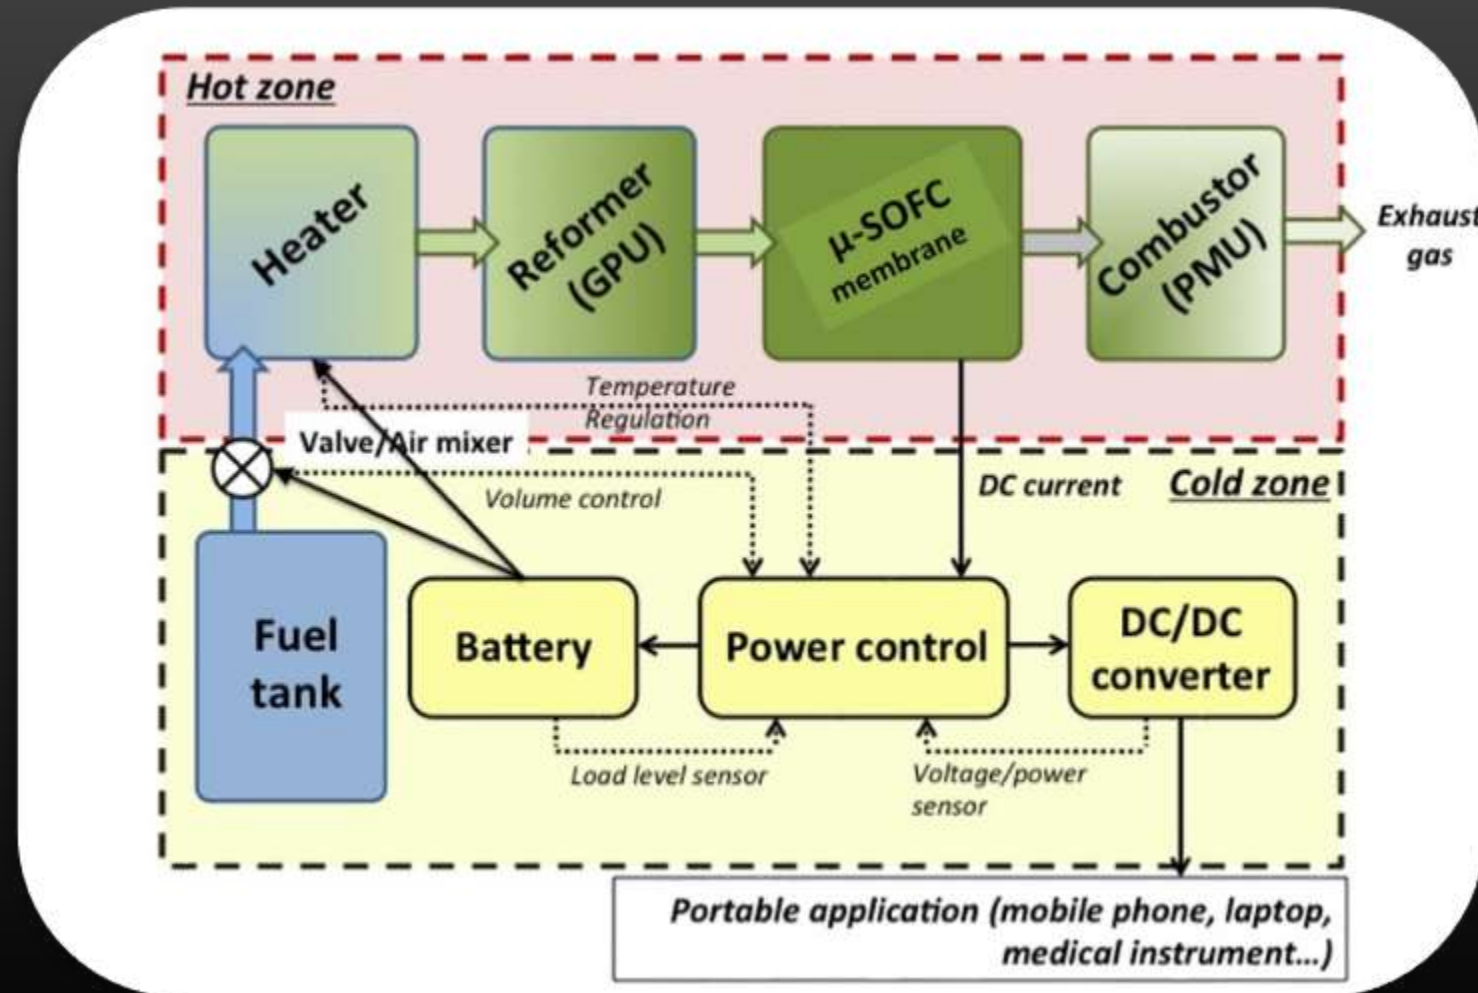 Hot zone
Heater
Reformer
(GPU)
μ-SOFC
membrane
Combustor
(PMU)
Exhaust
gas
Temperature
Regulation
Valve/Air mixer
Volume control
DC current
Cold zone
Fuel
tank
Battery
Power control
DC/DC
converter
Load level sensor
Voltage/power
sensor
Portable application (mobile phone, laptop,
medical instrument...)